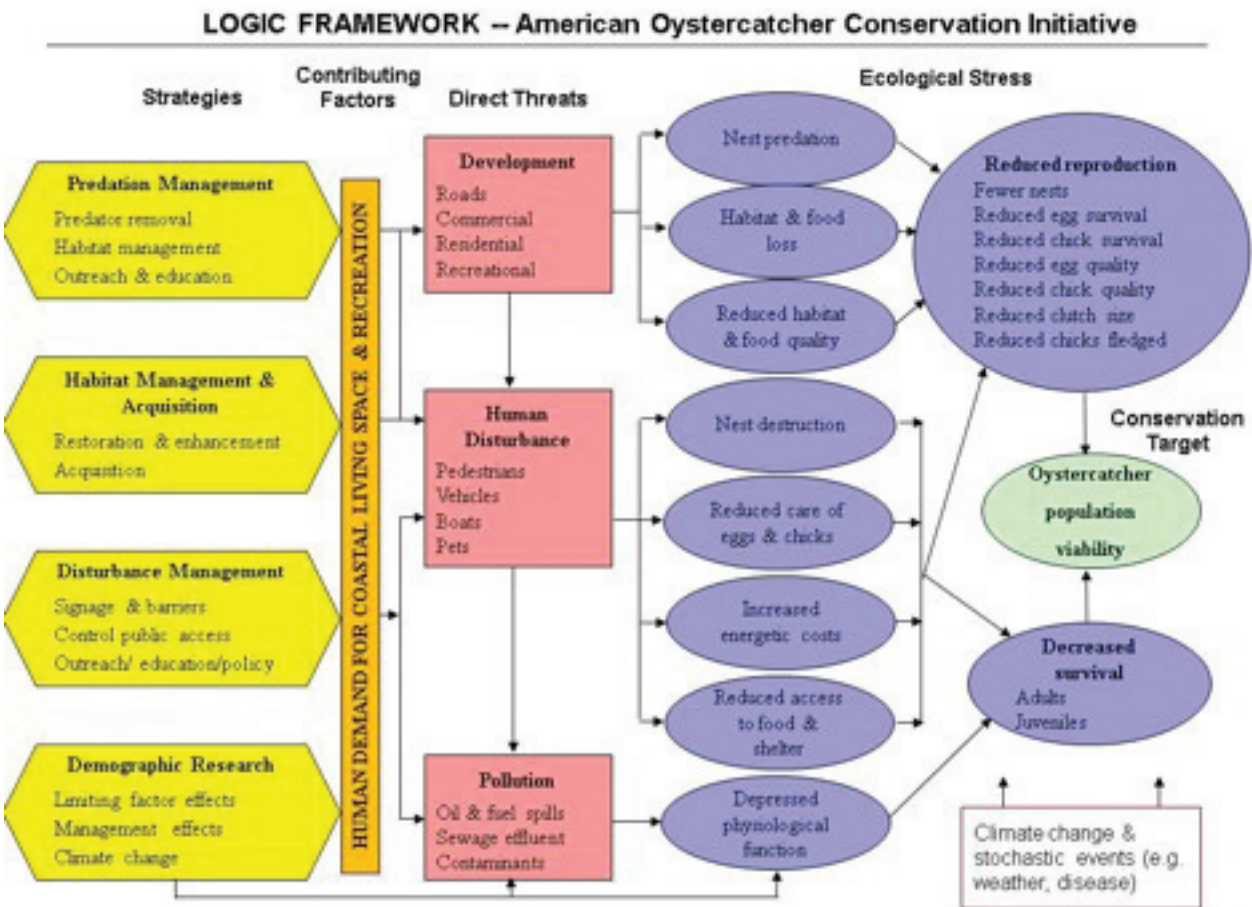 LOGIC FRAMEWORK -- American Oystercatcher Conservation Initiative
Strategies
Contributing
Factors
Direct Threats
Ecological Stress
Predation Management
Predator removal
Habitat management
Outreach & education
Habitat Management &
Acquisition
Restoration & enhancement
Acquisition
Disturbance Management
Signage & barriers
Control public access
Outreach/ education/policy
Demographic Research
Limiting factor effects
Management effects
Climate change
HUMAN DEMAND FOR COASTAL LIVING SPACE & RECREATION
Development
Roads
Commercial
Residential
Recreational
Human
Disturbance
Pedestrians
Vehicles
Boats
Pets
Pollution
Oil & fuel spills
Sewage effluent
Contaminants
Nest predation
Habitat & food
loss
Reduced habitat
& food quality
Nest destruction
Reduced care of
eggs & chicks
Increased
energetic costs
Reduced access
to food &
shelter
Depressed
phymological
function
Reduced reproduction
Fewer nests
Reduced egg survival
Reduced chick survival
Reduced egg quality
Reduced chick quality
Reduced clutch size
Reduced chicks fledged
Conservation
Target
Oystercatcher
population
viability
Decreased
survival
Adults
Juveniles
Climate change &
stochastic events (e.g.
weather, disease)